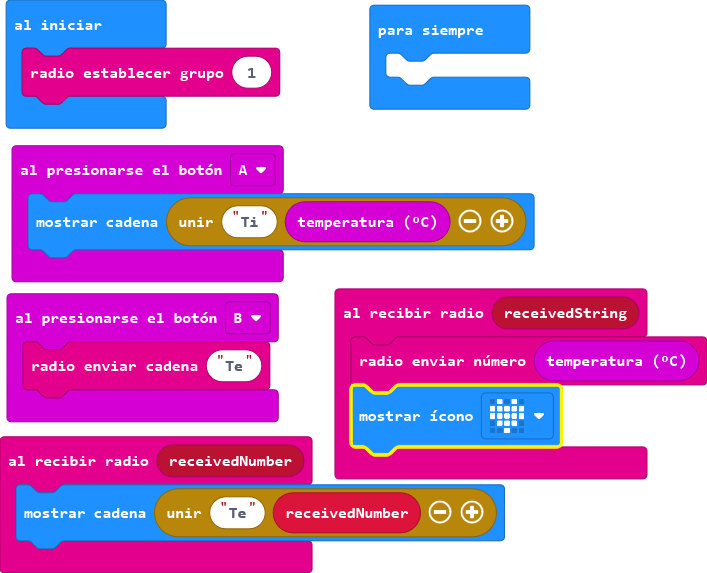 al iniciar
radio establecer grupo 1
para siempre
al presionarse el botón A
mostrar cadena unir "Ti" temperatura (ºC)
al presionarse el botón B
radio enviar cadena "Te"
al recibir radio receivedString
radio enviar número temperatura (ºC)
mostrar ícono
al recibir radio receivedNumber
mostrar cadena unir "Te" receivedNumber